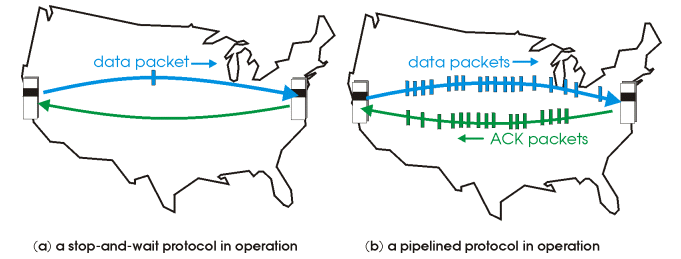 data packet
data packets
ACK packets
(a) a stop-and-wait protocol in operation
(b) a pipelined protocol in operation